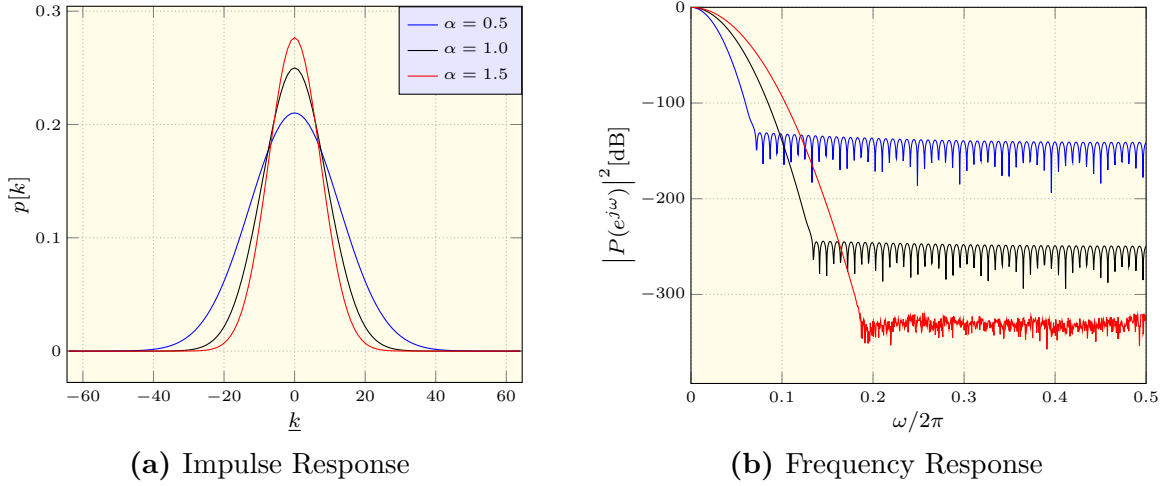 0.3
0.2
0.1
0
p[k]
−60 −40 −20 0 20 40 60
k
α = 0.5
α = 1.0
α = 1.5
(a) Impulse Response
0
−100
−200
−300
|P(e^{jω})|^2[dB]
0 0.1 0.2 0.3 0.4 0.5
ω/2π
(b) Frequency Response